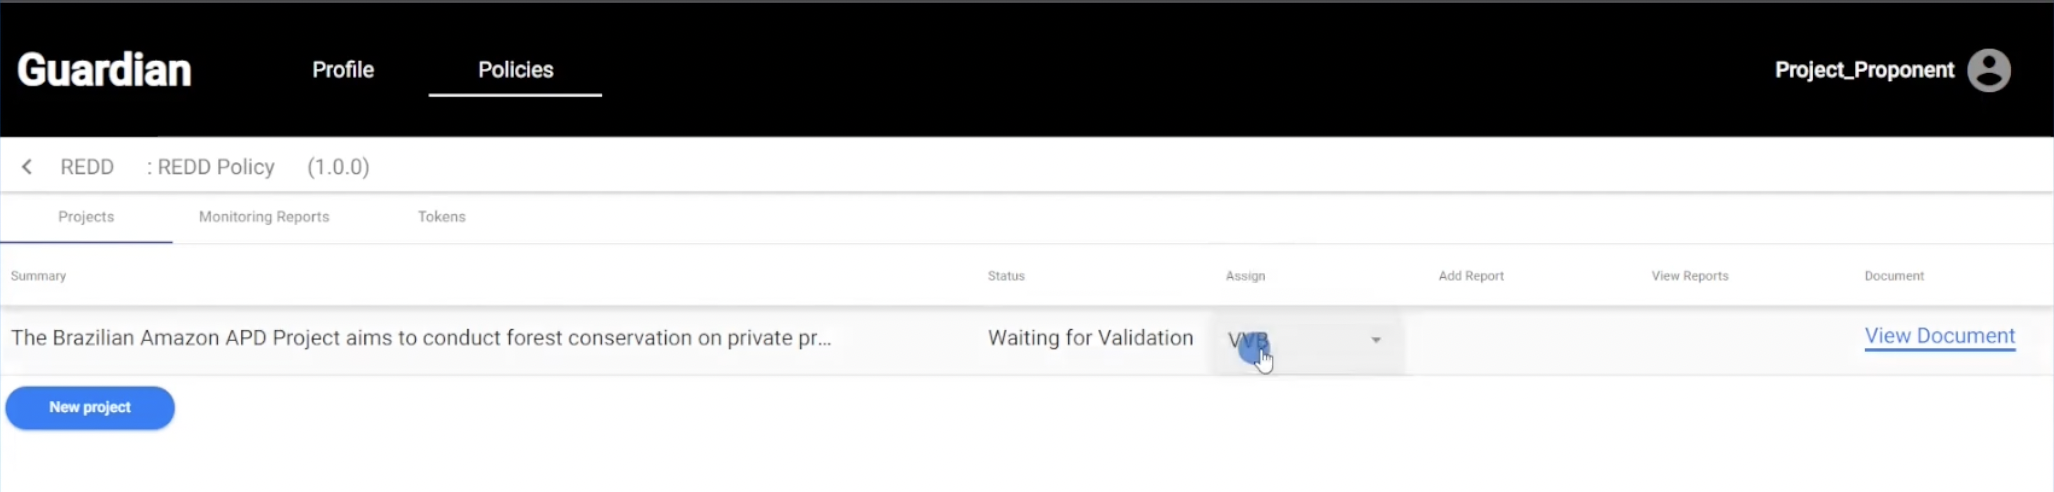 Guardian Profile Policies Project_Proponent
REDD : REDD Policy (1.0.0)
Projects Monitoring Reports Tokens
Summary Status Assign Add Report View Reports Document
The Brazilian Amazon APD Project aims to conduct forest conservation on private pr... Waiting for Validation VVB View Document
New project